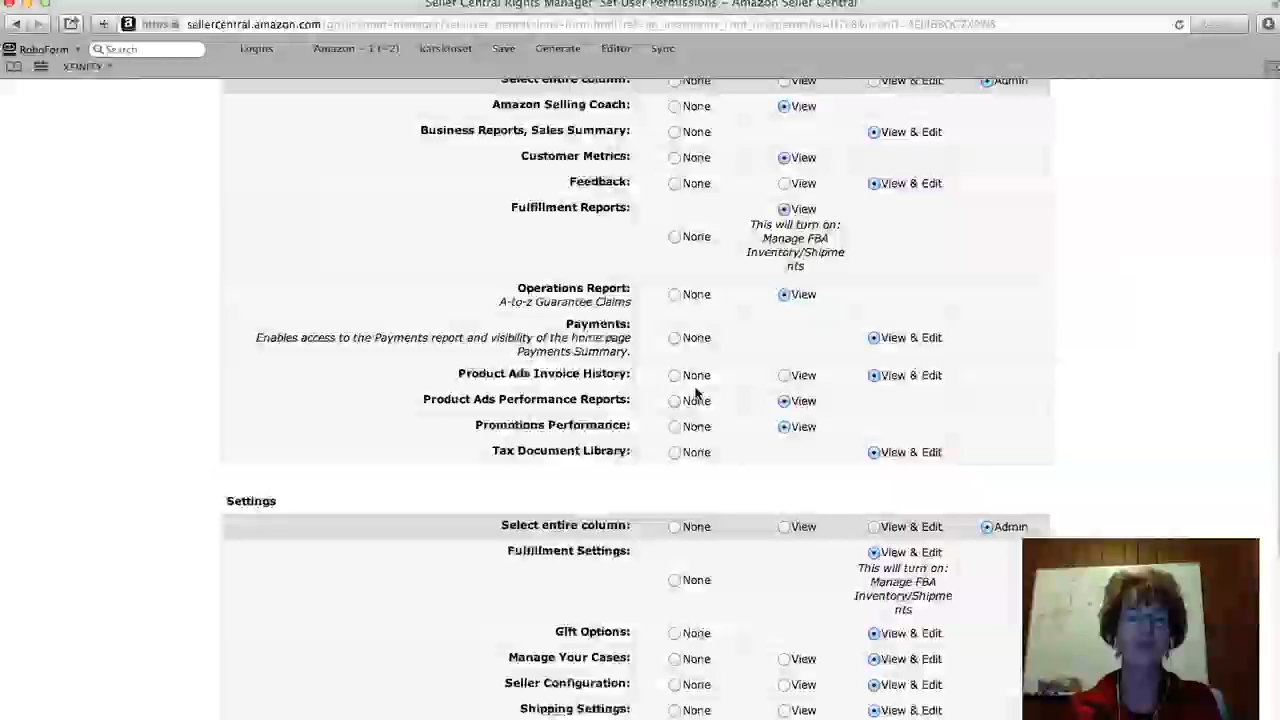 Seller Central Rights Manager Set User Permissions – Amazon Seller Central
https sellercentral.amazon.com
RoboForm Search Logins Amazon - 1 (~2) karlskloset Save Generate Editor Sync
XFINITY
Select entire column: None View View & Edit Admin
Amazon Selling Coach: None View
Business Reports, Sales Summary: None View & Edit
Customer Metrics: None View
Feedback: None View View & Edit
Fulfillment Reports: View
None This will turn on:
Manage FBA
Inventory/Shipme
nts
Operations Report: None View
A-to-z Guarantee Claims
Payments:
Enables access to the Payments report and visibility of the home page None View & Edit
Payments Summary.
Product Ads Invoice History: None View View & Edit
Product Ads Performance Reports: None View
Promotions Performance: None View
Tax Document Library: None View & Edit
Settings
Select entire column: None View View & Edit Admin
Fulfillment Settings: View & Edit
None This will turn on:
Manage FBA
Inventory/Shipme
nts
Gift Options: None View & Edit
Manage Your Cases: None View View & Edit
Seller Configuration: None View View & Edit
Shipping Settings: None View View & Edit